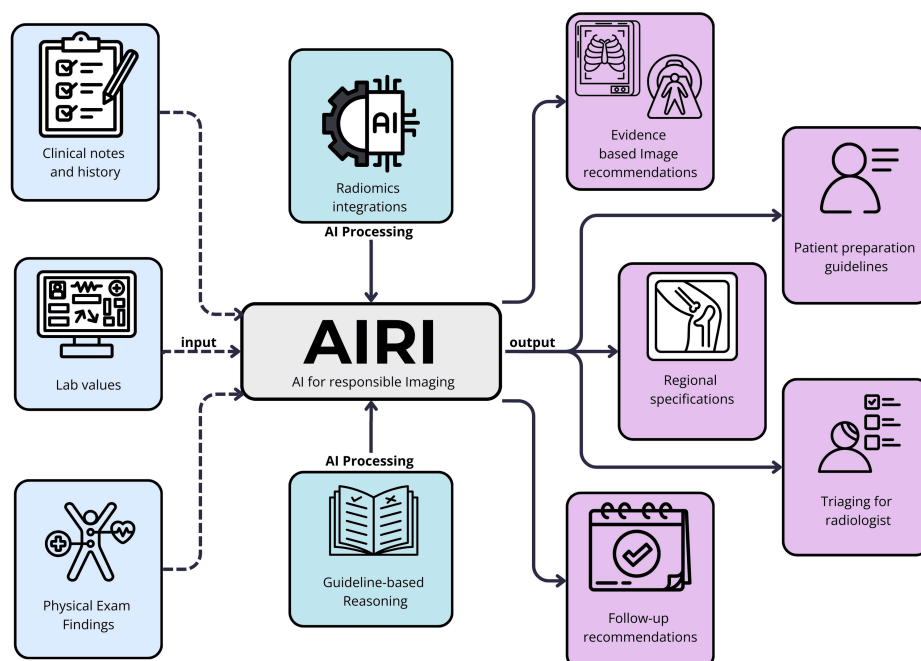 Clinical notes
and history
Lab values
Physical Exam
Findings
input
AI
Radiomics
integrations
AI Processing
AIRI
AI for responsible Imaging
AI Processing
Guideline-based
Reasoning
output
Evidence
based Image
recommendations
Regional
specifications
Follow-up
recommendations
Patient preparation
guidelines
Triaging for
radiologist